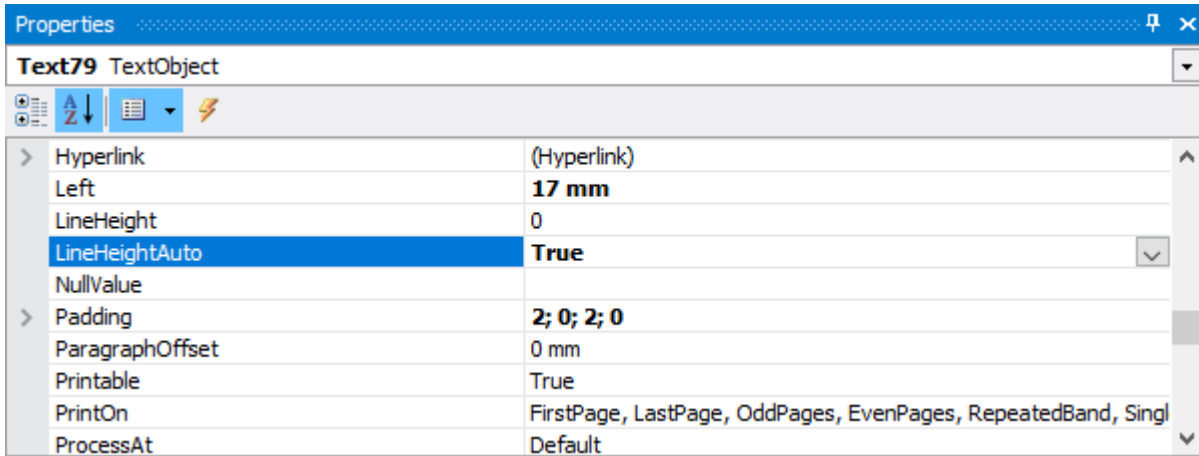 Properties
Text79 TextObject
Hyperlink (Hyperlink)
Left 17 mm
LineHeight 0
LineHeightAuto True
NullValue
Padding 2; 0; 2; 0
ParagraphOffset 0 mm
Printable True
PrintOn FirstPage, LastPage, OddPages, EvenPages, RepeatedBand, Singl
ProcessAt Default